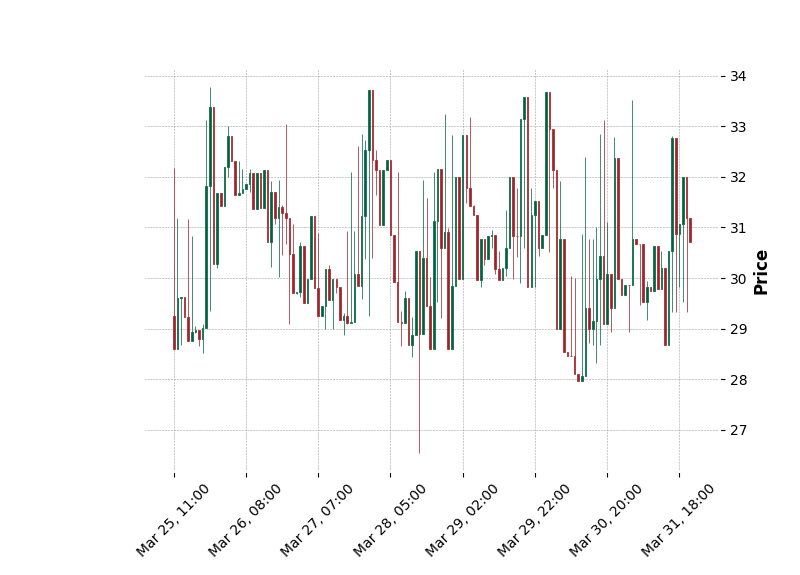 34
33
32
31
30
29
28
27
Price
Mar 25, 11:00
Mar 26, 08:00
Mar 27, 07:00
Mar 28, 05:00
Mar 29, 02:00
Mar 29, 22:00
Mar 30, 20:00
Mar 31, 18:00